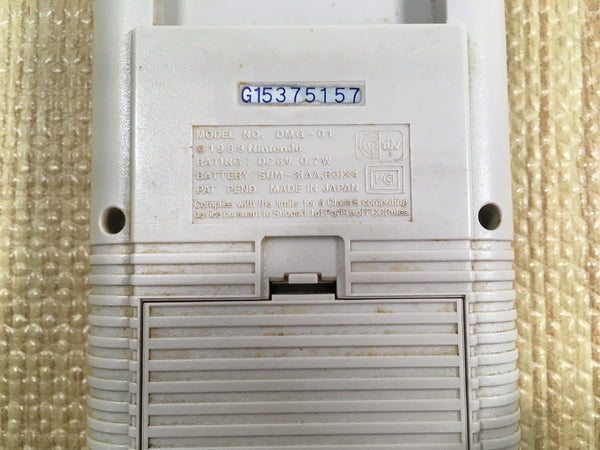 G15375157
MODEL NO. DMG-01
© 1989 Nintendo
RATING: DC6V 0.7W
BATTERY: SUM-3(AA,R6)X4
PAT. PEND. MADE IN JAPAN
Complies with the limits for a Class B computing
device pursuant to Subpart J of Part 15 of FCC Rules.
VCI